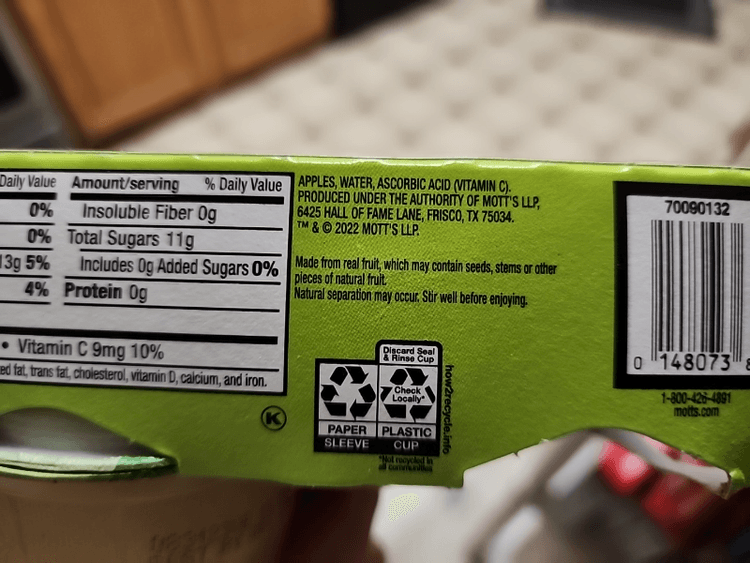 Daily Value Amount/serving % Daily Value
0% Insoluble Fiber 0g
0% Total Sugars 11g
13g 5% Includes 0g Added Sugars 0%
4% Protein 0g
• Vitamin C 9mg 10%
ed fat, trans fat, cholesterol, vitamin D, calcium, and iron.
APPLES, WATER, ASCORBIC ACID (VITAMIN C).
PRODUCED UNDER THE AUTHORITY OF MOTT'S LLP,
6425 HALL OF FAME LANE, FRISCO, TX 75034.
™ & © 2022 MOTT'S LLP.
Made from real fruit, which may contain seeds, stems or other
pieces of natural fruit.
Natural separation may occur. Stir well before enjoying.
K
Discard Seal
& Rinse Cup
Check
Locally*
PAPER PLASTIC
SLEEVE CUP
how2recycle.info
*Not recycled in
all communities
70090132
0 148073 8
1-800-426-4891
motts.com